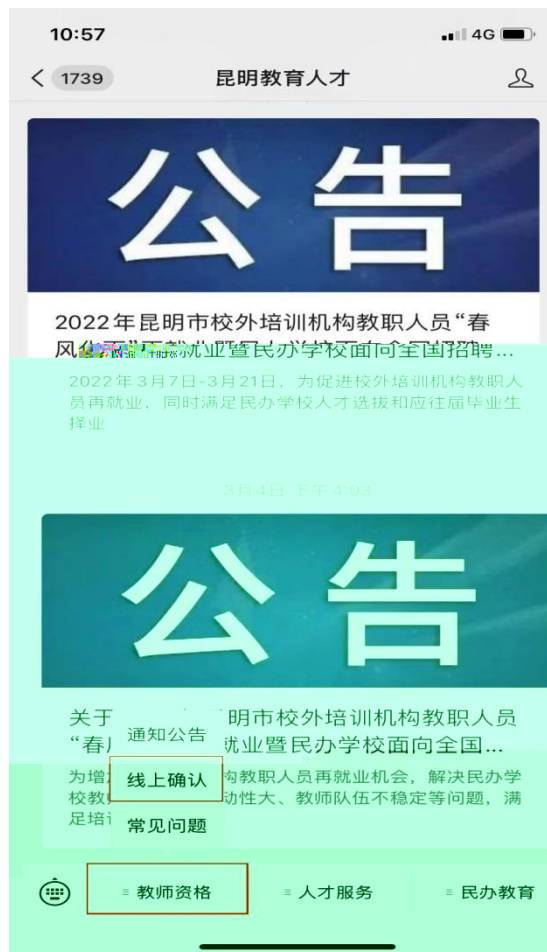 10:57
4G
1739
昆明教育人才
公告
2022年昆明市校外培训机构教职人员“春
就业暨民办学校面向全国招聘...
2022年3月7日-3月21日，为促进校外培训机构教职人
员再就业，同时满足民办学校人才选拔和应往届毕业生
择业
3月4日 下午 4:03
公告
关于 明市校外培训机构教职人员
“春 就业暨民办学校面向全国...
为增 构教职人员再就业机会，解决民办学
校教 动性大、教师队伍不稳定等问题，满
足培
通知公告
线上确认
常见问题
教师资格
人才服务
民办教育